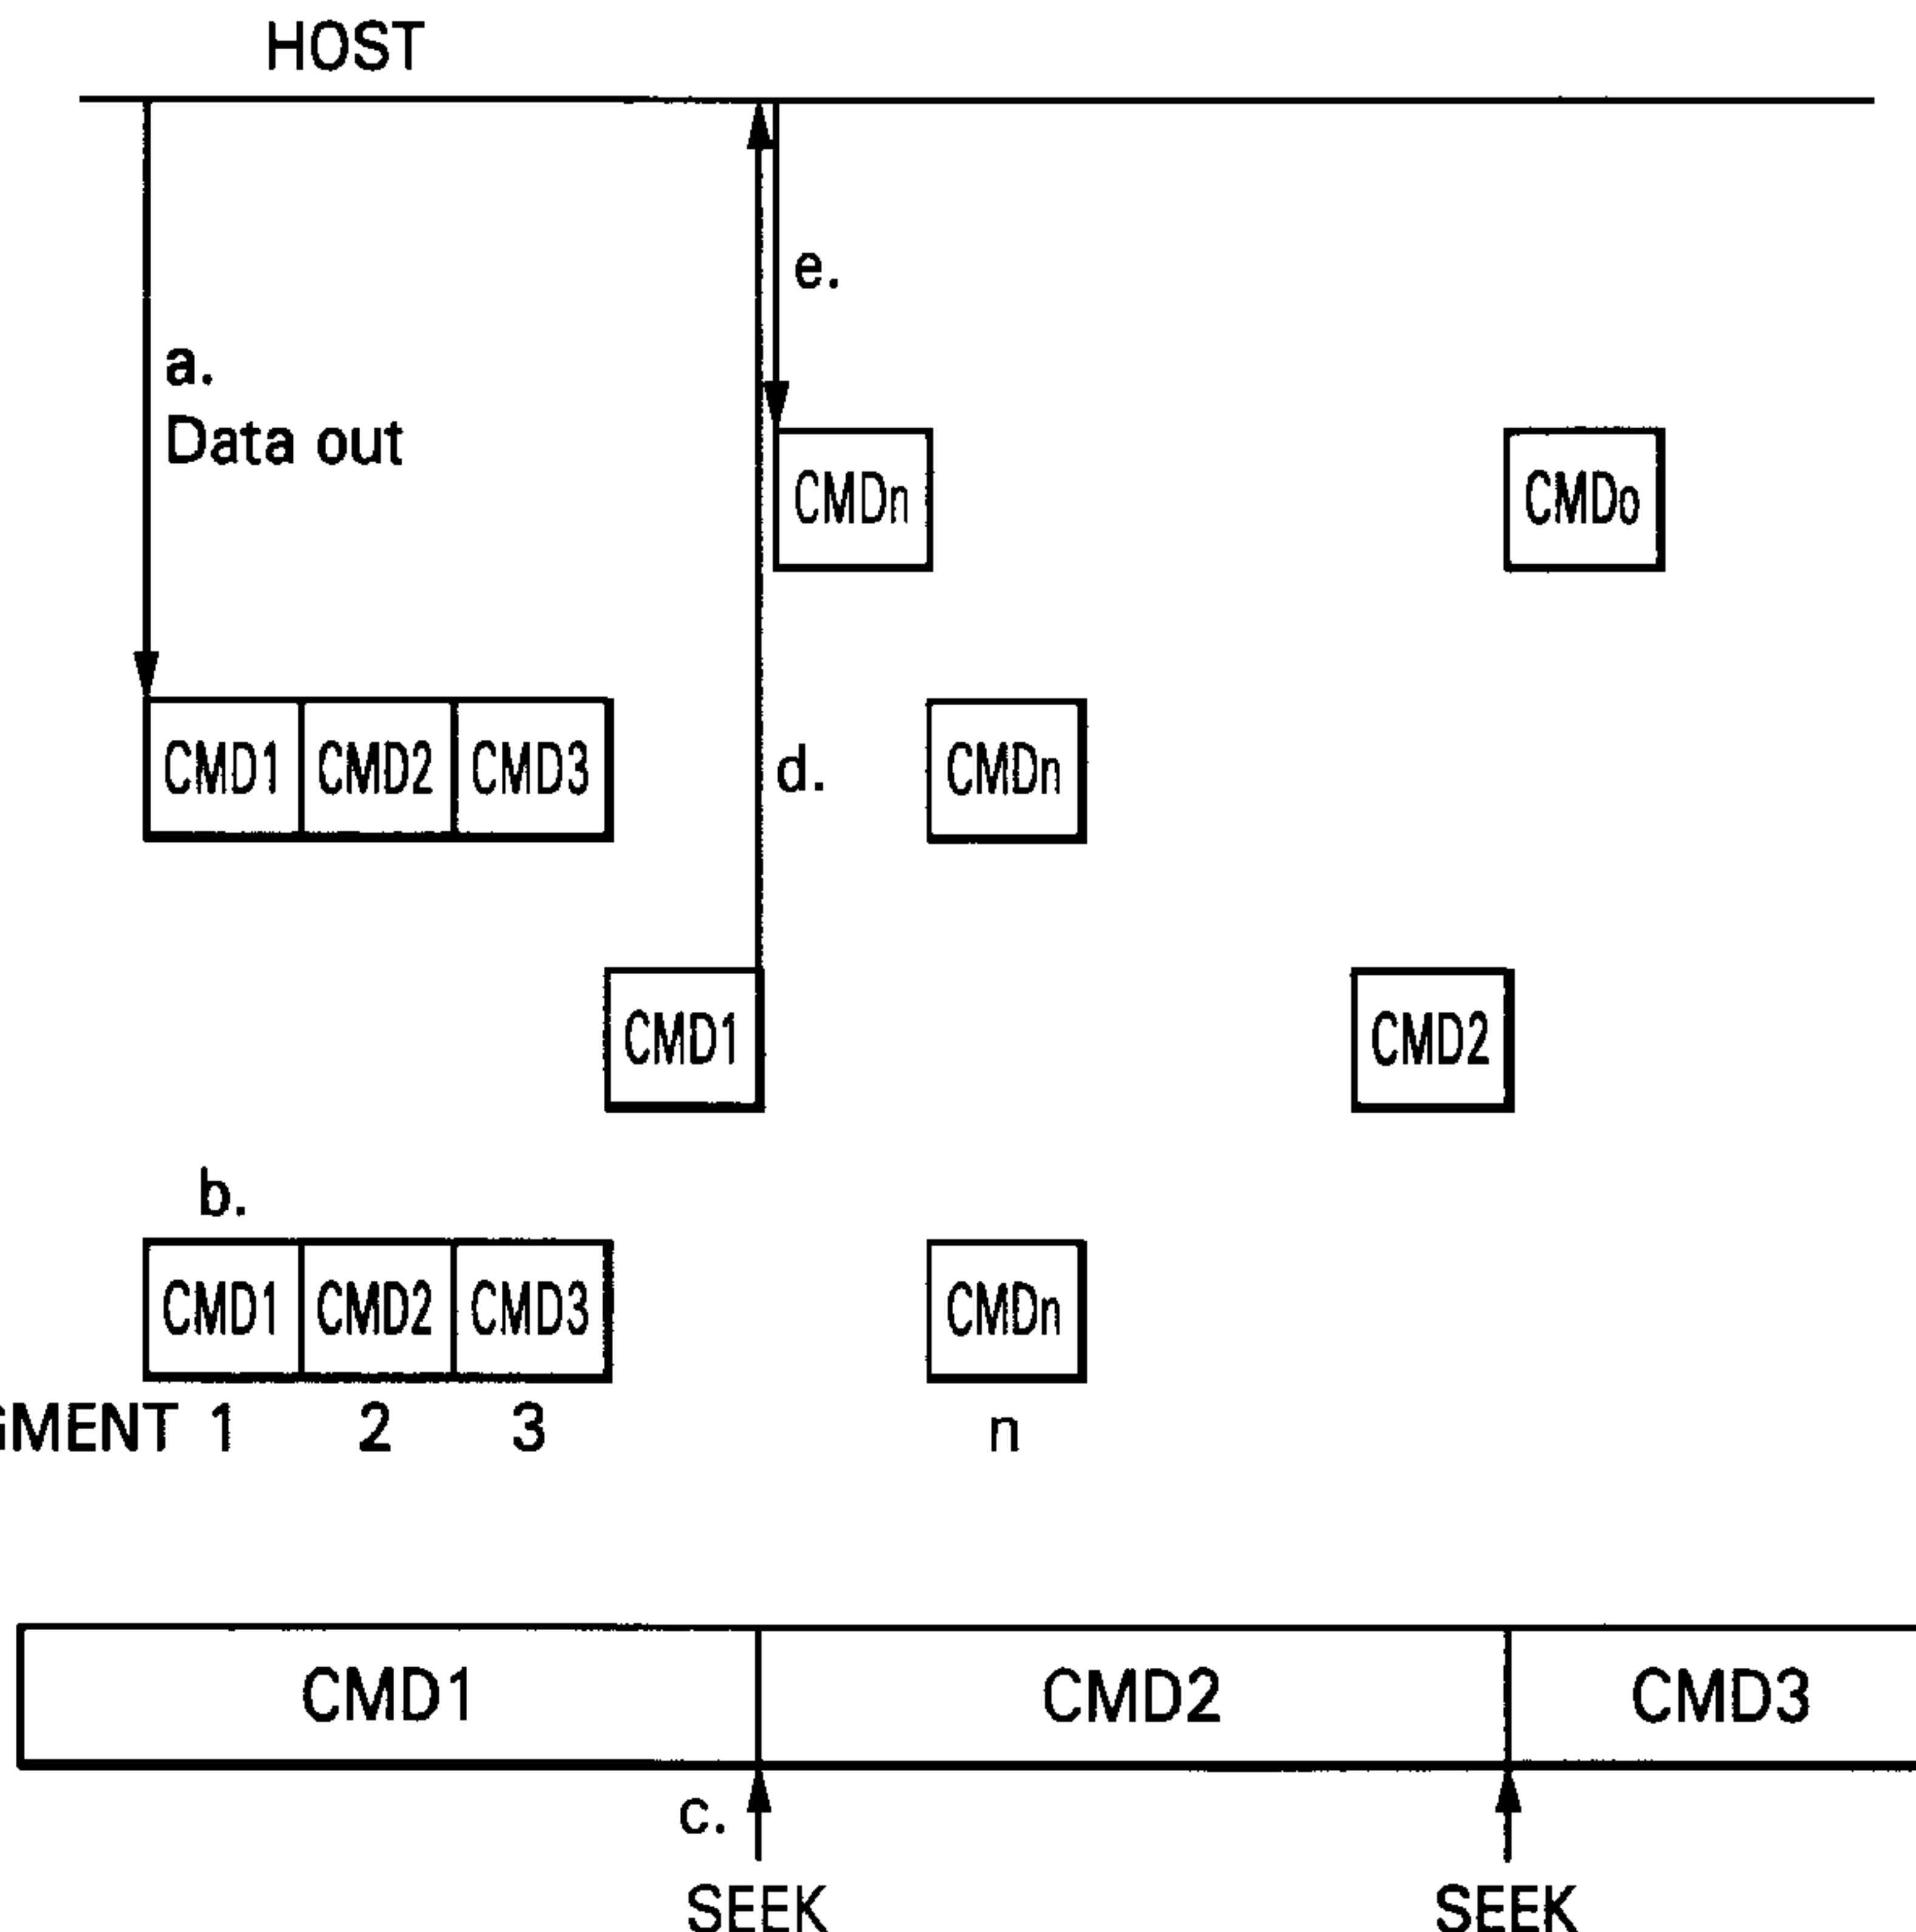 HOST
e.
a.
Data out
CMDn CMDo
CMD1 CMD2 CMD3 d. CMDn
CMD1 CMD2
b.
CMD1 CMD2 CMD3 CMDn
GMENT 1 2 3 n
CMD1 CMD2 CMD3
c.
SEEK SEEK